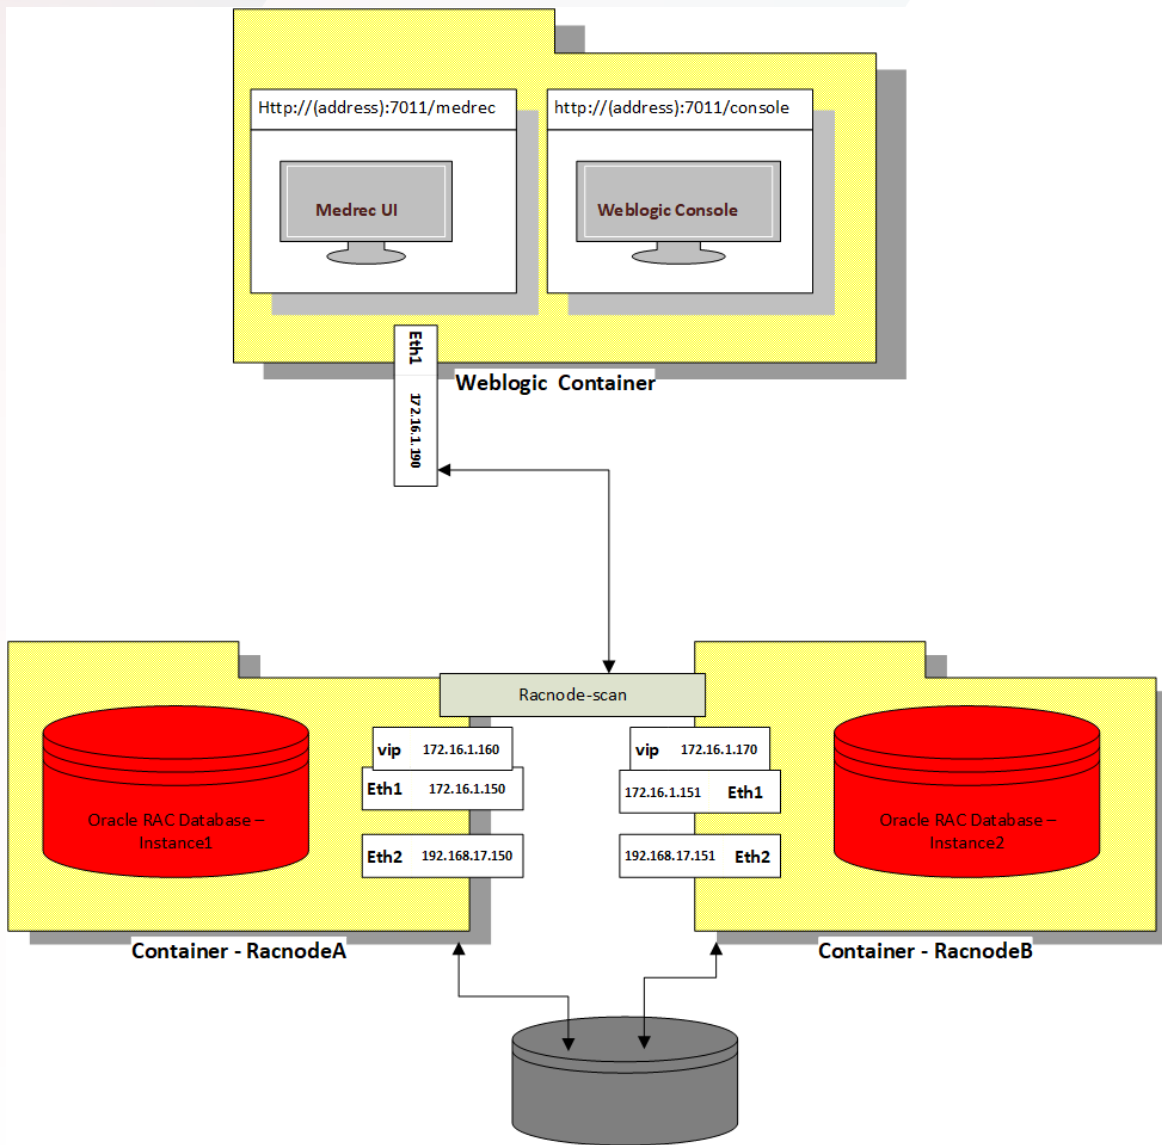 Http://(address):7011/medrec
http://(address):7011/console
Medrec UI
Weblogic Console
Eth1
172.16.1.190
Weblogic Container
Racnode-scan
vip 172.16.1.160
Eth1 172.16.1.150
Eth2 192.168.17.150
vip 172.16.1.170
172.16.1.151 Eth1
192.168.17.151 Eth2
Oracle RAC Database –
Instance1
Oracle RAC Database –
Instance2
Container - RacnodeA
Container - RacnodeB